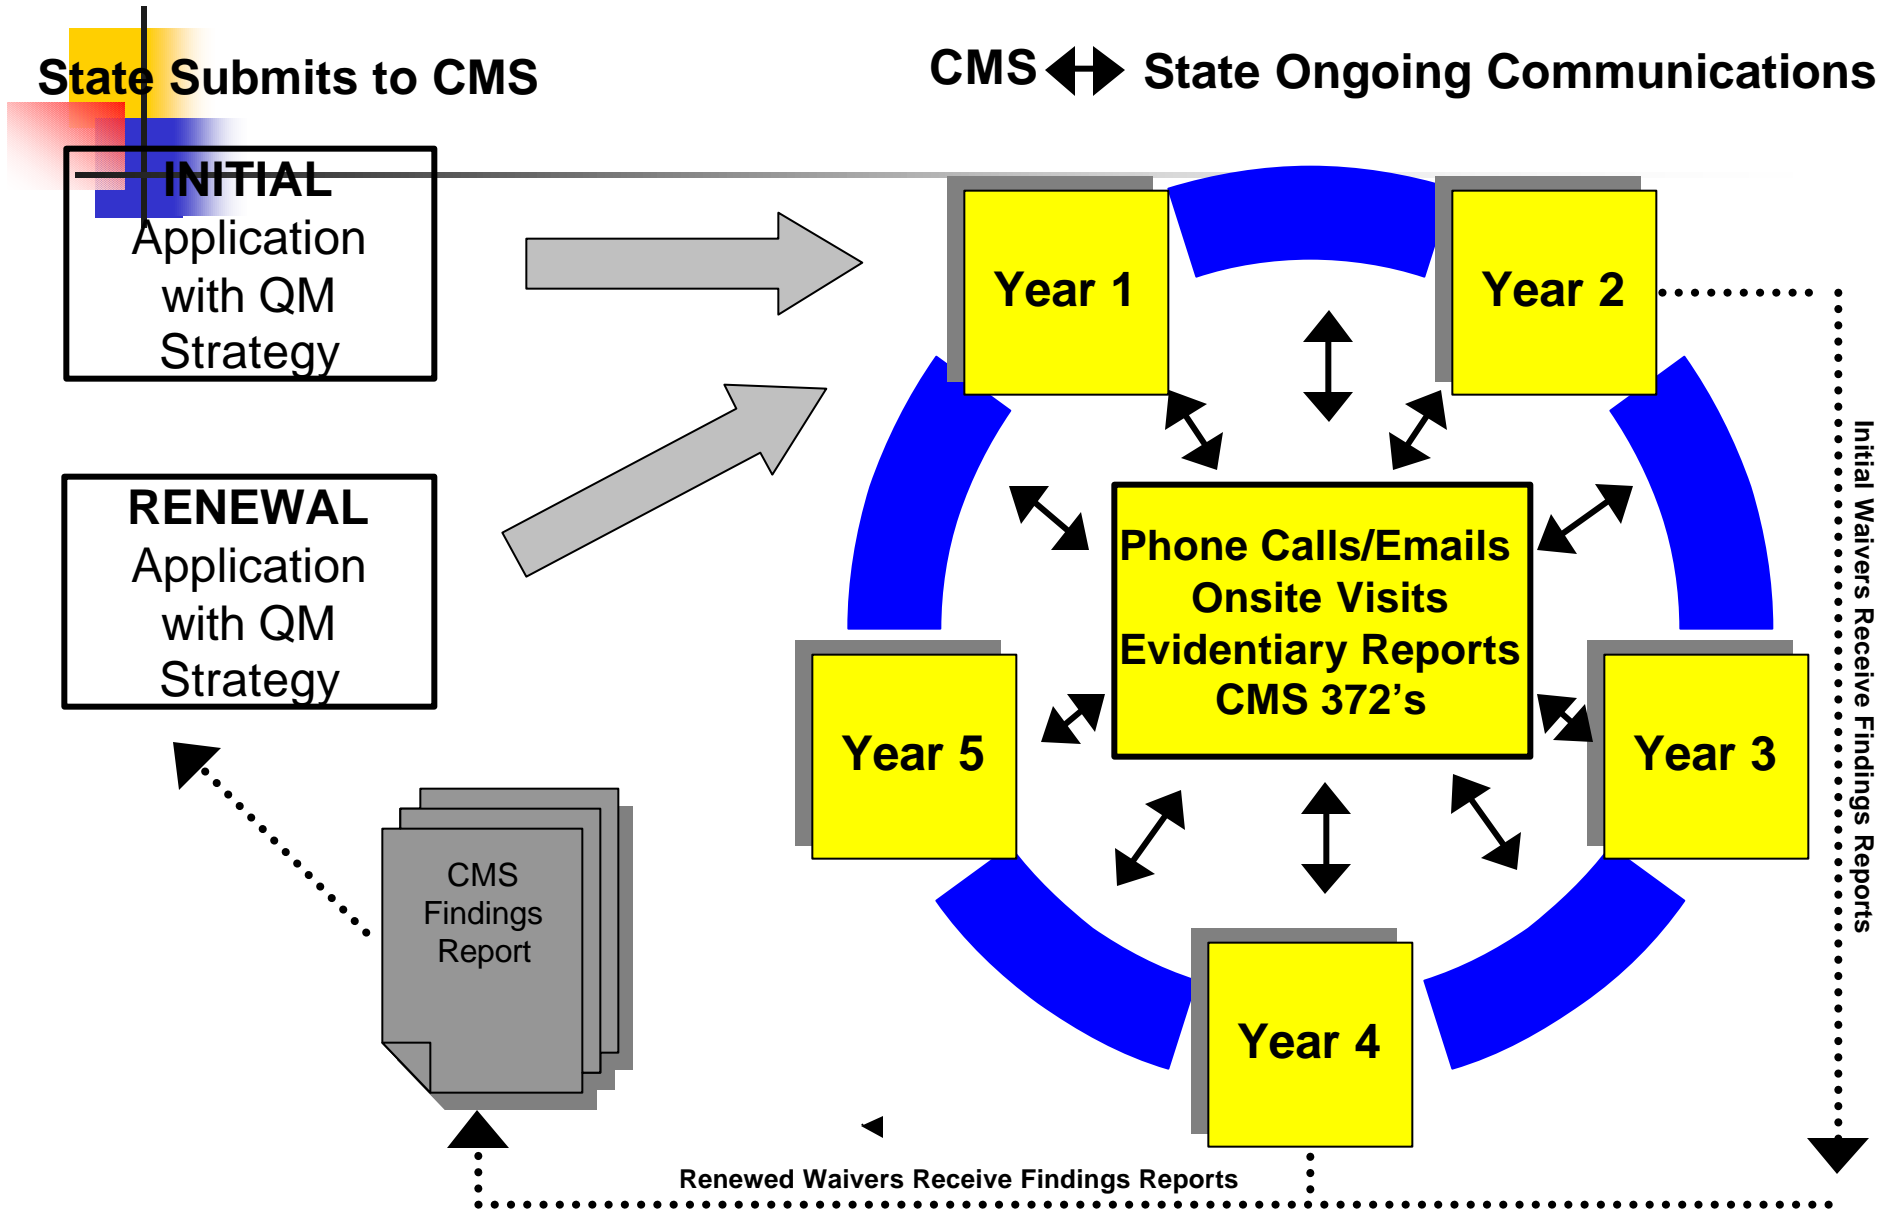 State Submits to CMS
CMS State Ongoing Communications
INITIAL
Application
with QM
Strategy
RENEWAL
Application
with QM
Strategy
CMS
Findings
Report
Year 1
Year 2
Year 3
Year 4
Year 5
Phone Calls/Emails
Onsite Visits
Evidentiary Reports
CMS 372’s
Initial Waivers Receive Findings Reports
Renewed Waivers Receive Findings Reports